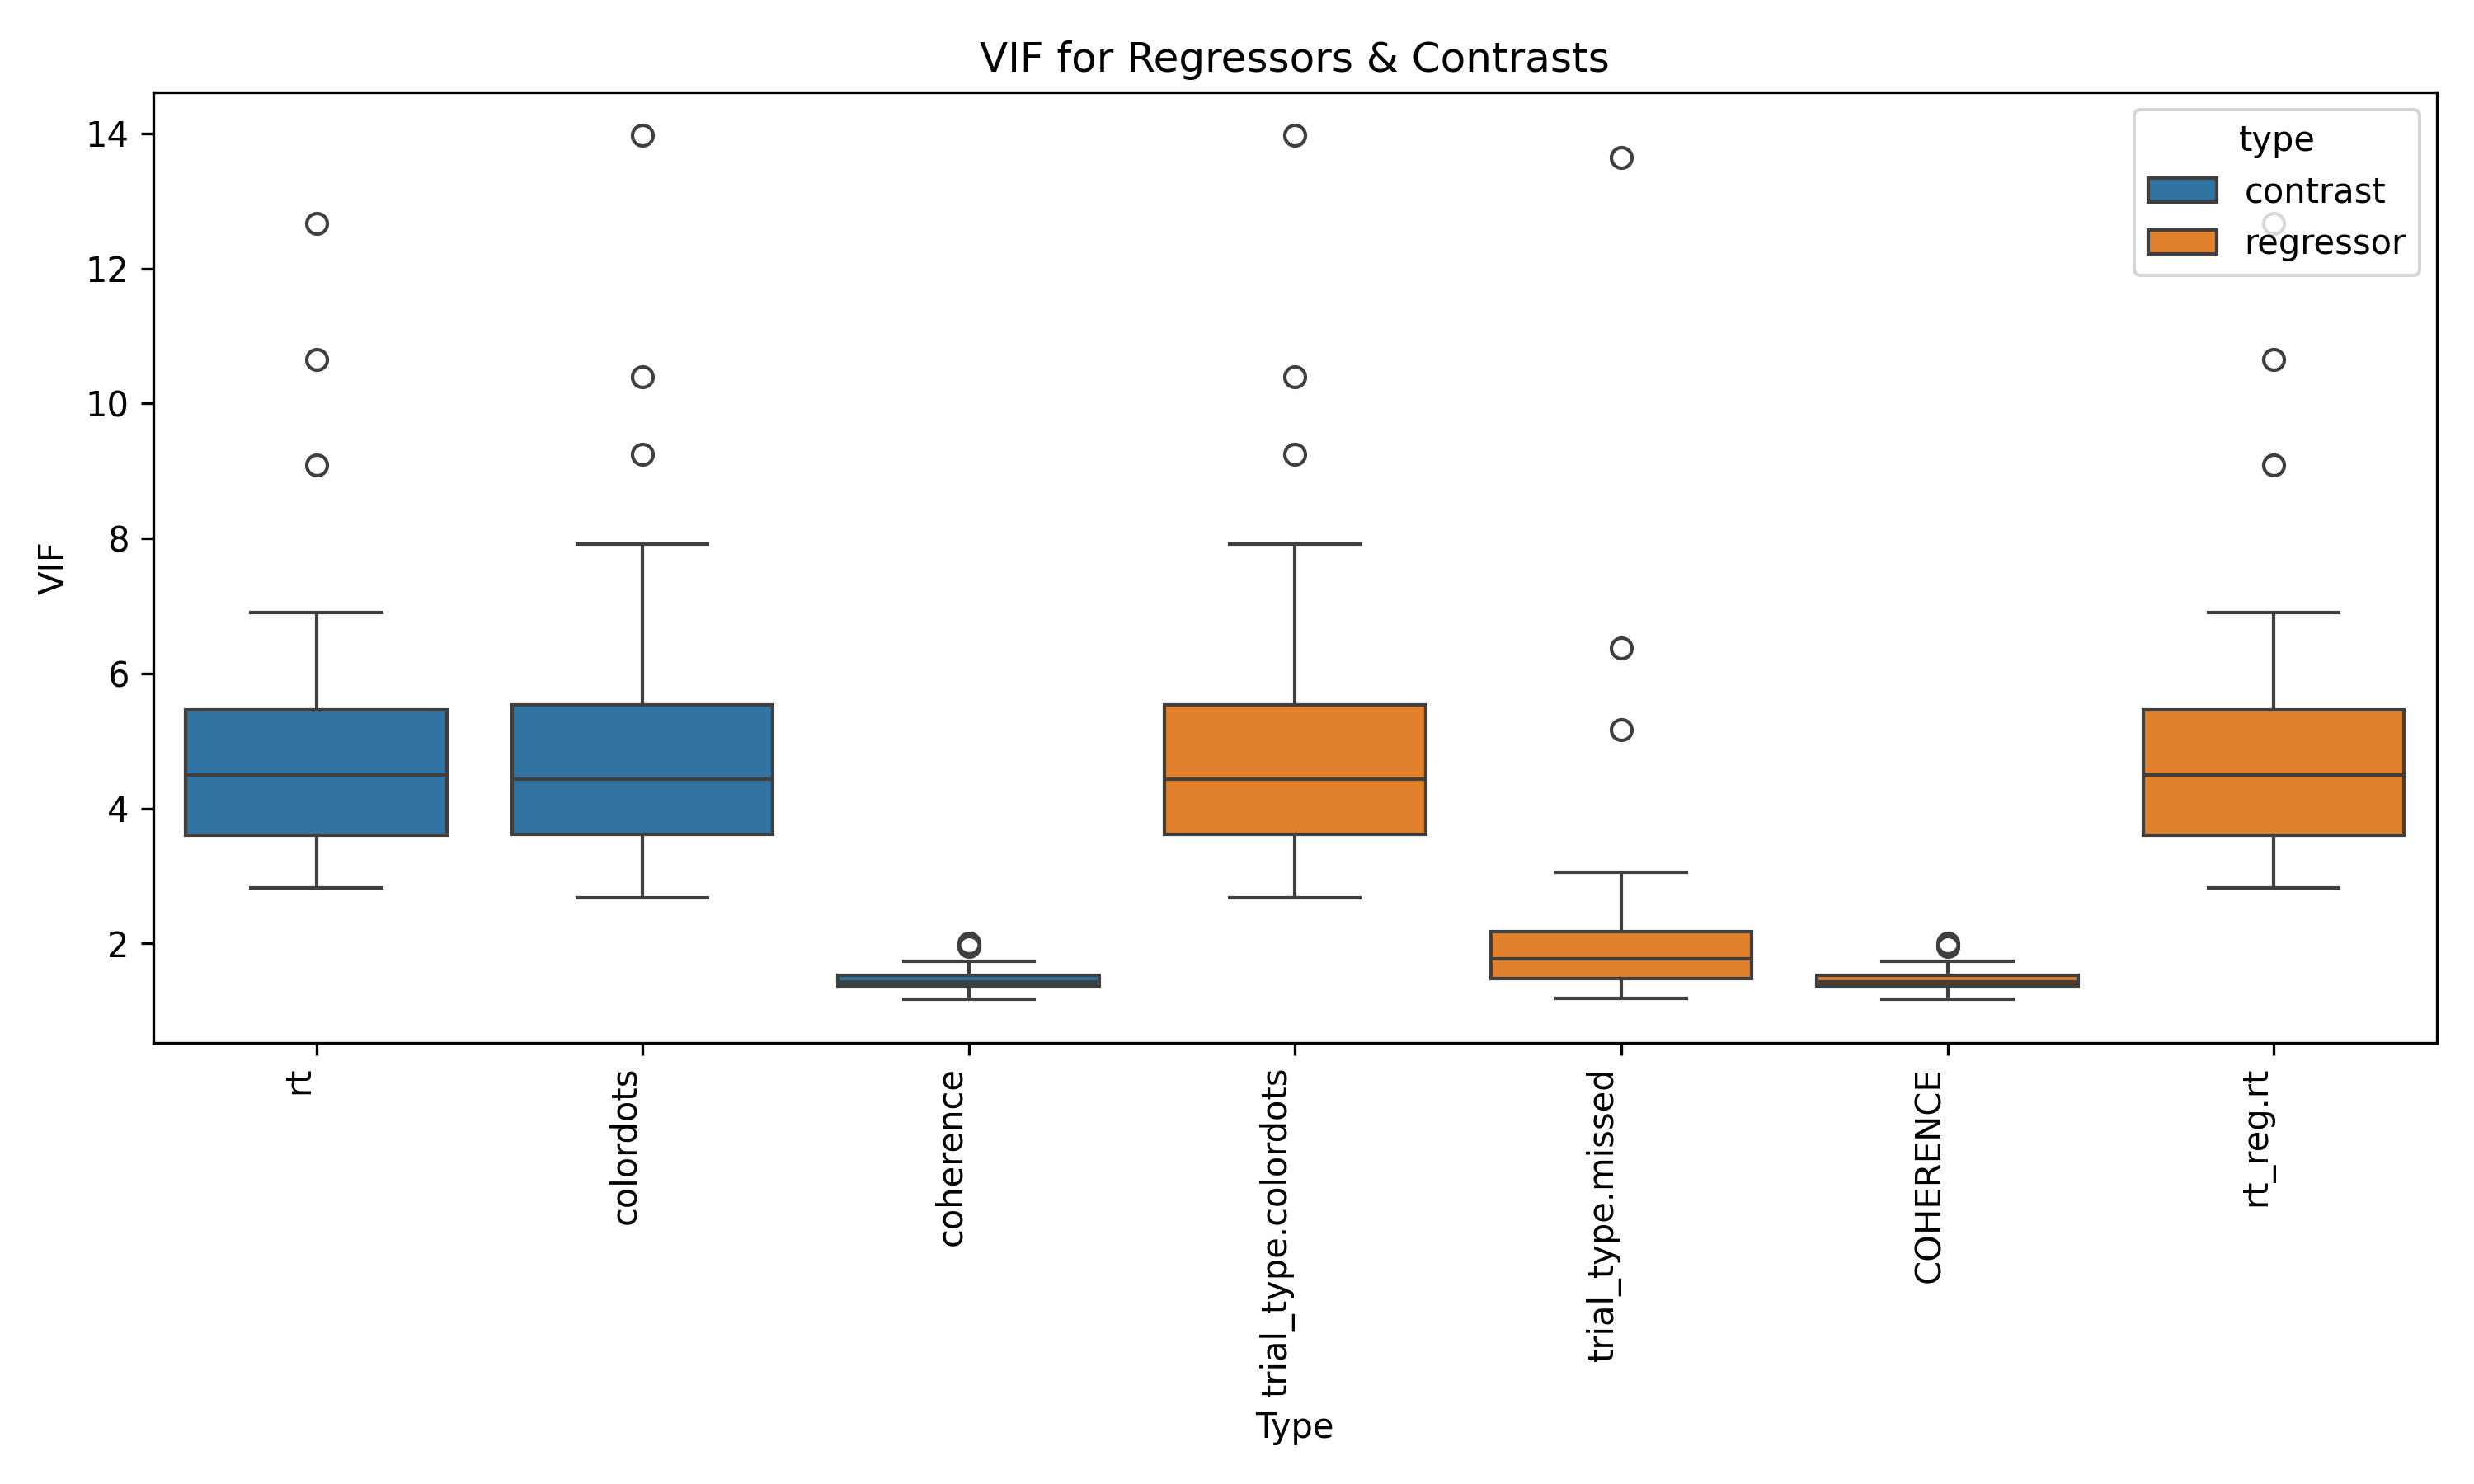 VIF for Regressors & Contrasts
type
contrast
regressor
VIF
14
12
10
8
6
4
2
rt
colordots
coherence
trial_type.colordots
trial_type.missed
COHERENCE
rt_reg.rt
Type